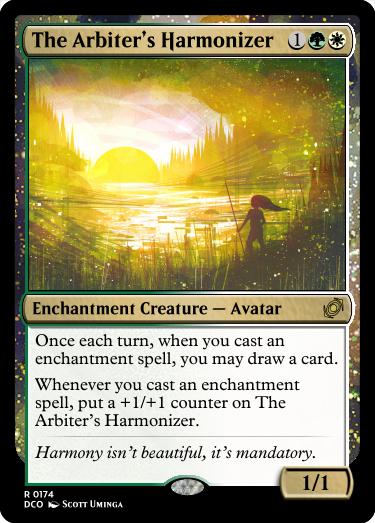 The Arbiter's Harmonizer 1
Enchantment Creature — Avatar
Once each turn, when you cast an
enchantment spell, you may draw a card.
Whenever you cast an enchantment
spell, put a +1/+1 counter on The
Arbiter's Harmonizer.
Harmony isn't beautiful, it's mandatory.
1/1
R 0174
DCO Scott Uminga